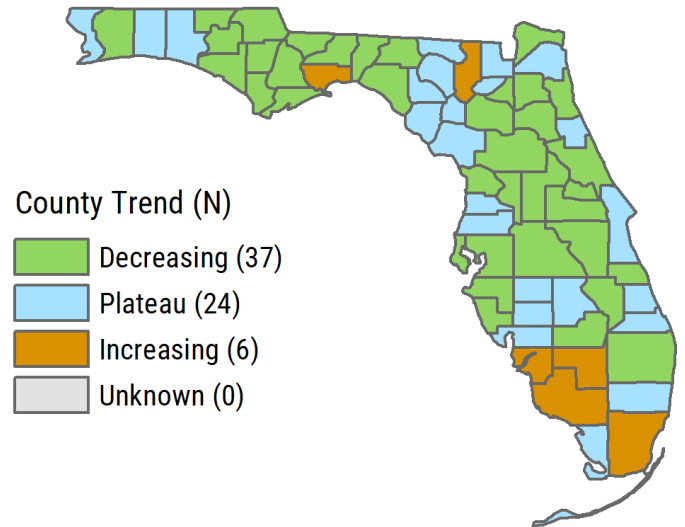 County Trend (N)
Decreasing (37)
Plateau (24)
Increasing (6)
Unknown (0)